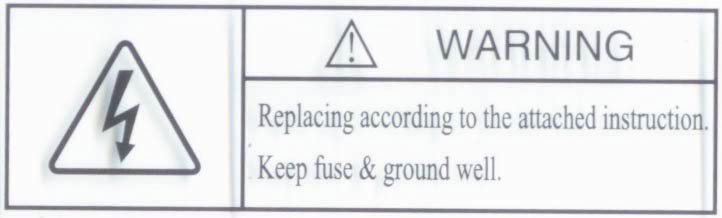 WARNING
Replacing according to the attached instruction.
Keep fuse & ground well.